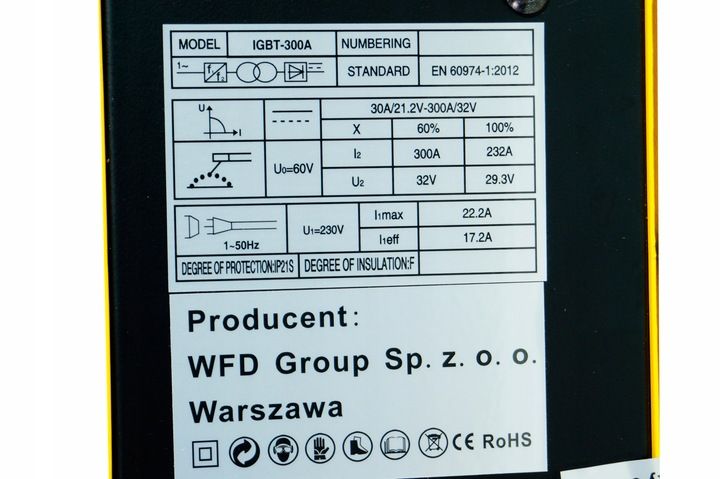 MODEL IGBT-300A NUMBERING
1~ f1 f2 STANDARD EN 60974-1:2012
U I 30A/21.2V-300A/32V
X 60% 100%
U0=60V I2 300A 232A
U2 32V 29.3V
1~50Hz U1=230V I1max 22.2A
I1eff 17.2A
DEGREE OF PROTECTION:IP21S DEGREE OF INSULATION:F
Producent:
WFD Group Sp. z. o. o.
Warszawa
CE RoHS